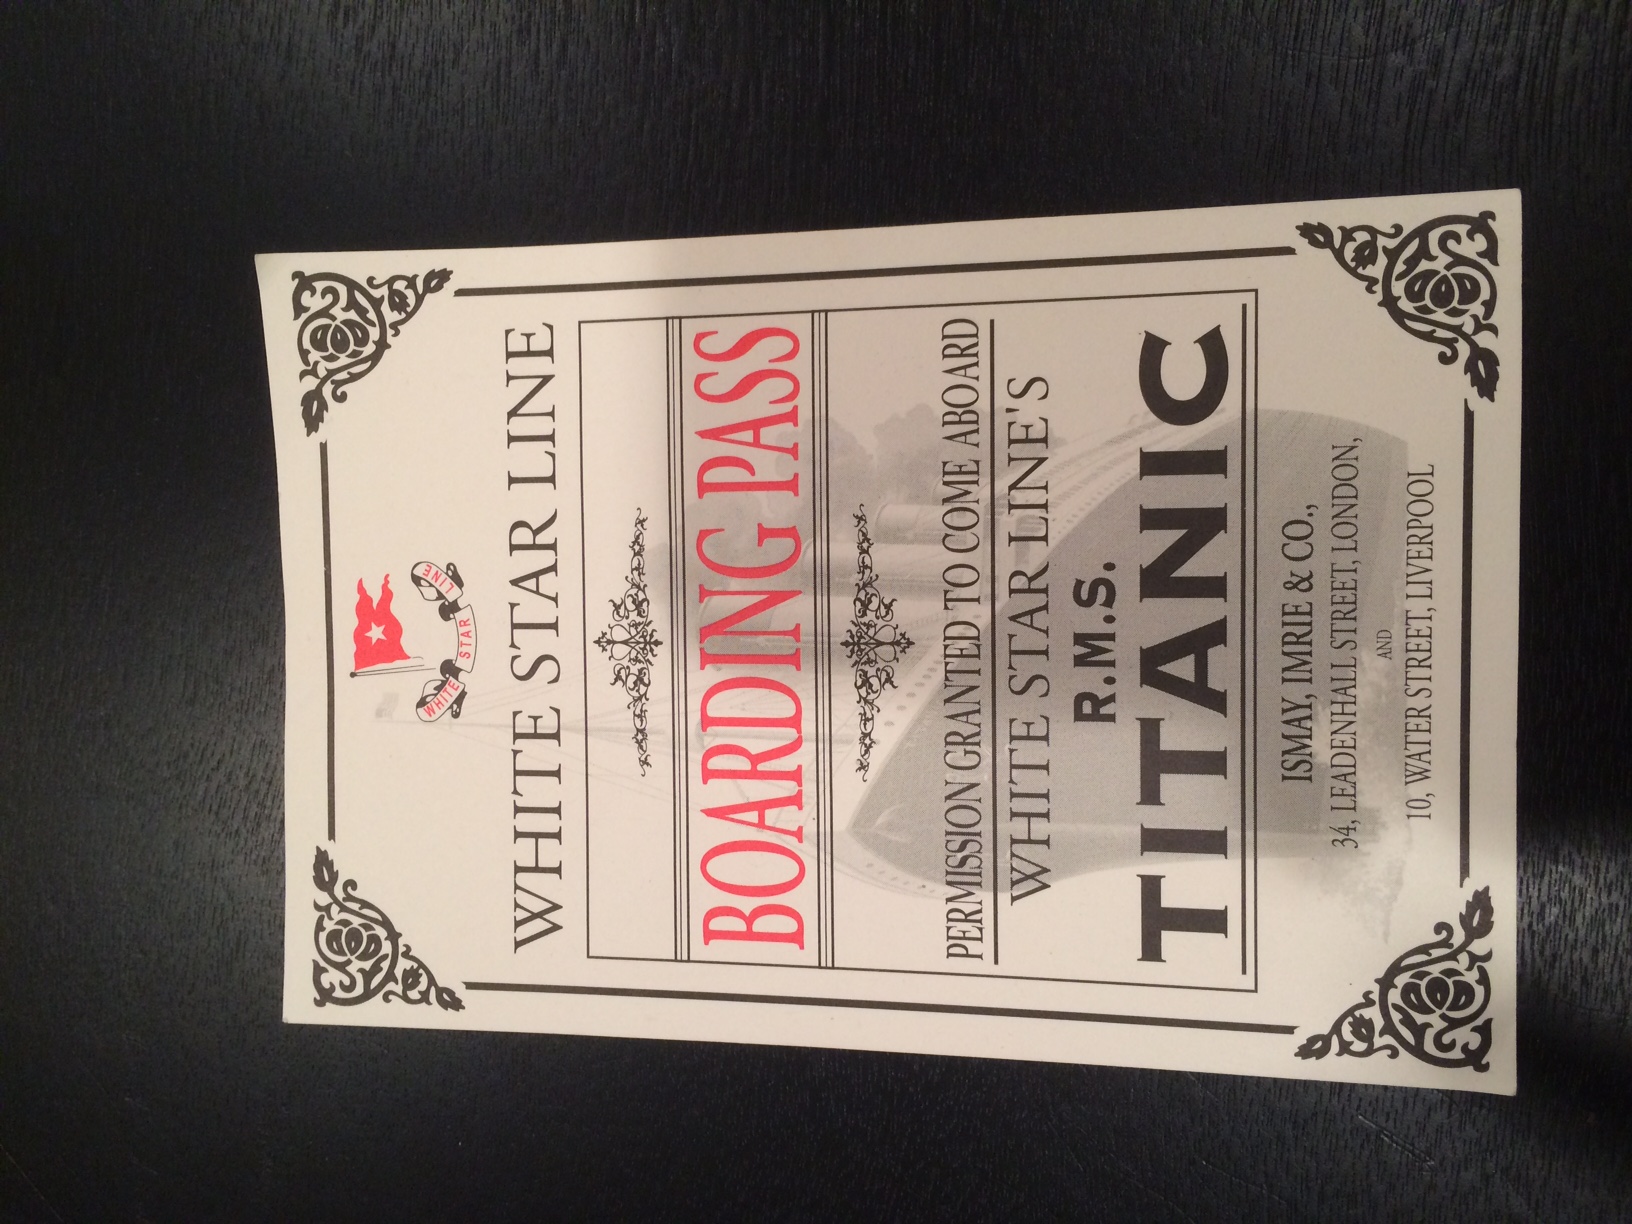 WHITE STAR LINE
WHITE STAR LINE
BOARDING PASS
PERMISSION GRANTED TO COME ABOARD
WHITE STAR LINE'S
R.M.S.
TITANIC
ISMAY, IMRIE & CO.,
34, LEADENHALL STREET, LONDON,
AND
10, WATER STREET, LIVERPOOL